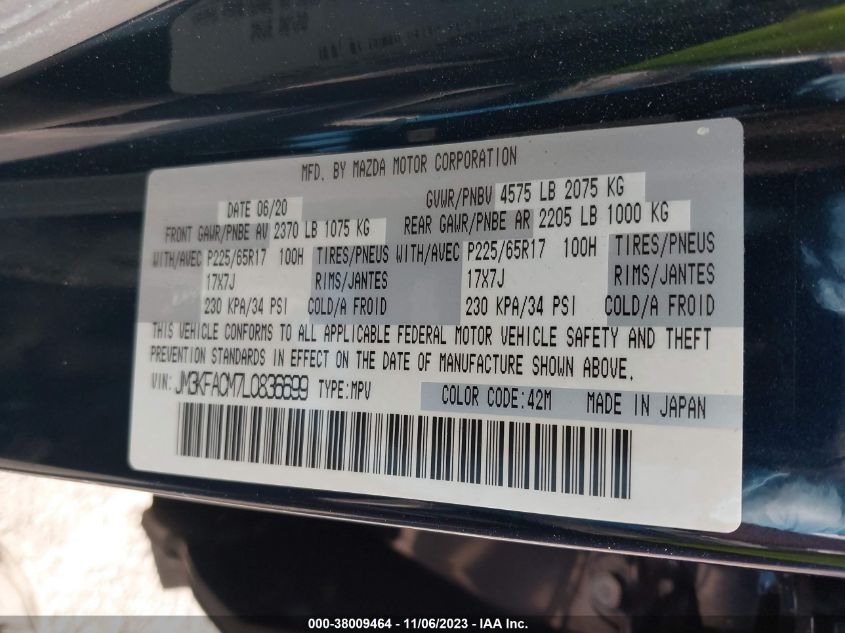 MFD. BY MAZDA MOTOR CORPORATION
DATE 06/20 GVWR/PNBV 4575 LB 2075 KG
FRONT GAWR/PNBE AV 2370 LB 1075 KG REAR GAWR/PNBE AR 2205 LB 1000 KG
WITH/AVEC P225/65R17 100H TIRES/PNEUS WITH/AVEC P225/65R17 100H TIRES/PNEUS
17X7J RIMS/JANTES 17X7J RIMS/JANTES
230 KPA/34 PSI COLD/A FROID 230 KPA/34 PSI COLD/A FROID
THIS VEHICLE CONFORMS TO ALL APPLICABLE FEDERAL MOTOR VEHICLE SAFETY AND THEFT
PREVENTION STANDARDS IN EFFECT ON THE DATE OF MANUFACTURE SHOWN ABOVE.
VIN: JM3KFACM7L0836699 TYPE:MPV COLOR CODE:42M MADE IN JAPAN
000-38009464 - 11/06/2023 - IAA Inc.